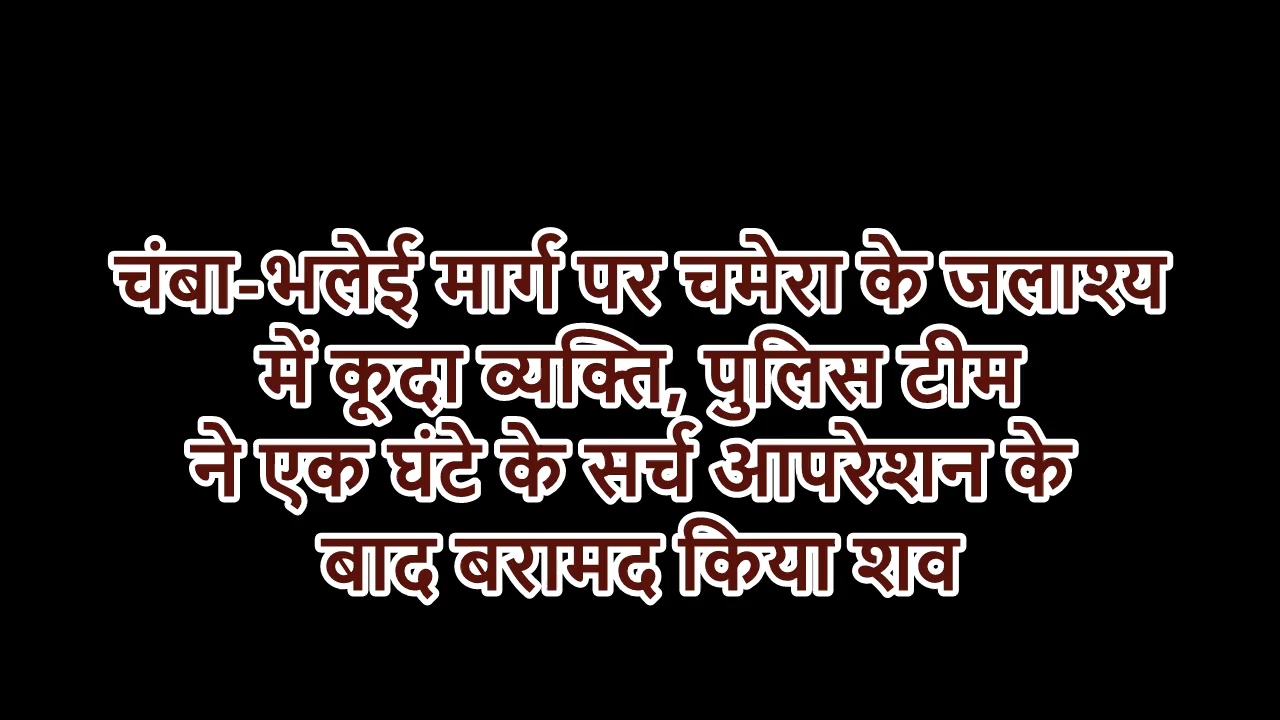 चंबा-भलेई मार्ग पर चमेरा के जलाश्य
में कूदा व्यक्ति, पुलिस टीम
ने एक घंटे के सर्च आपरेशन के
बाद बरामद किया शव